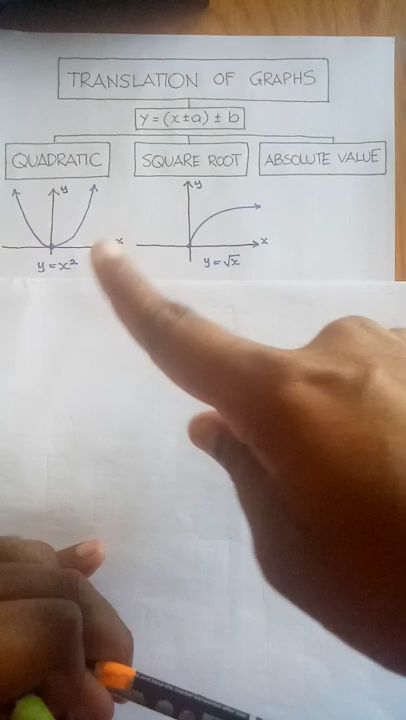 TRANSLATION OF GRAPHS
y = (x ± a) ± b
QUADRATIC
SQUARE ROOT
ABSOLUTE VALUE
y
x
y = x²
y
x
y = √x